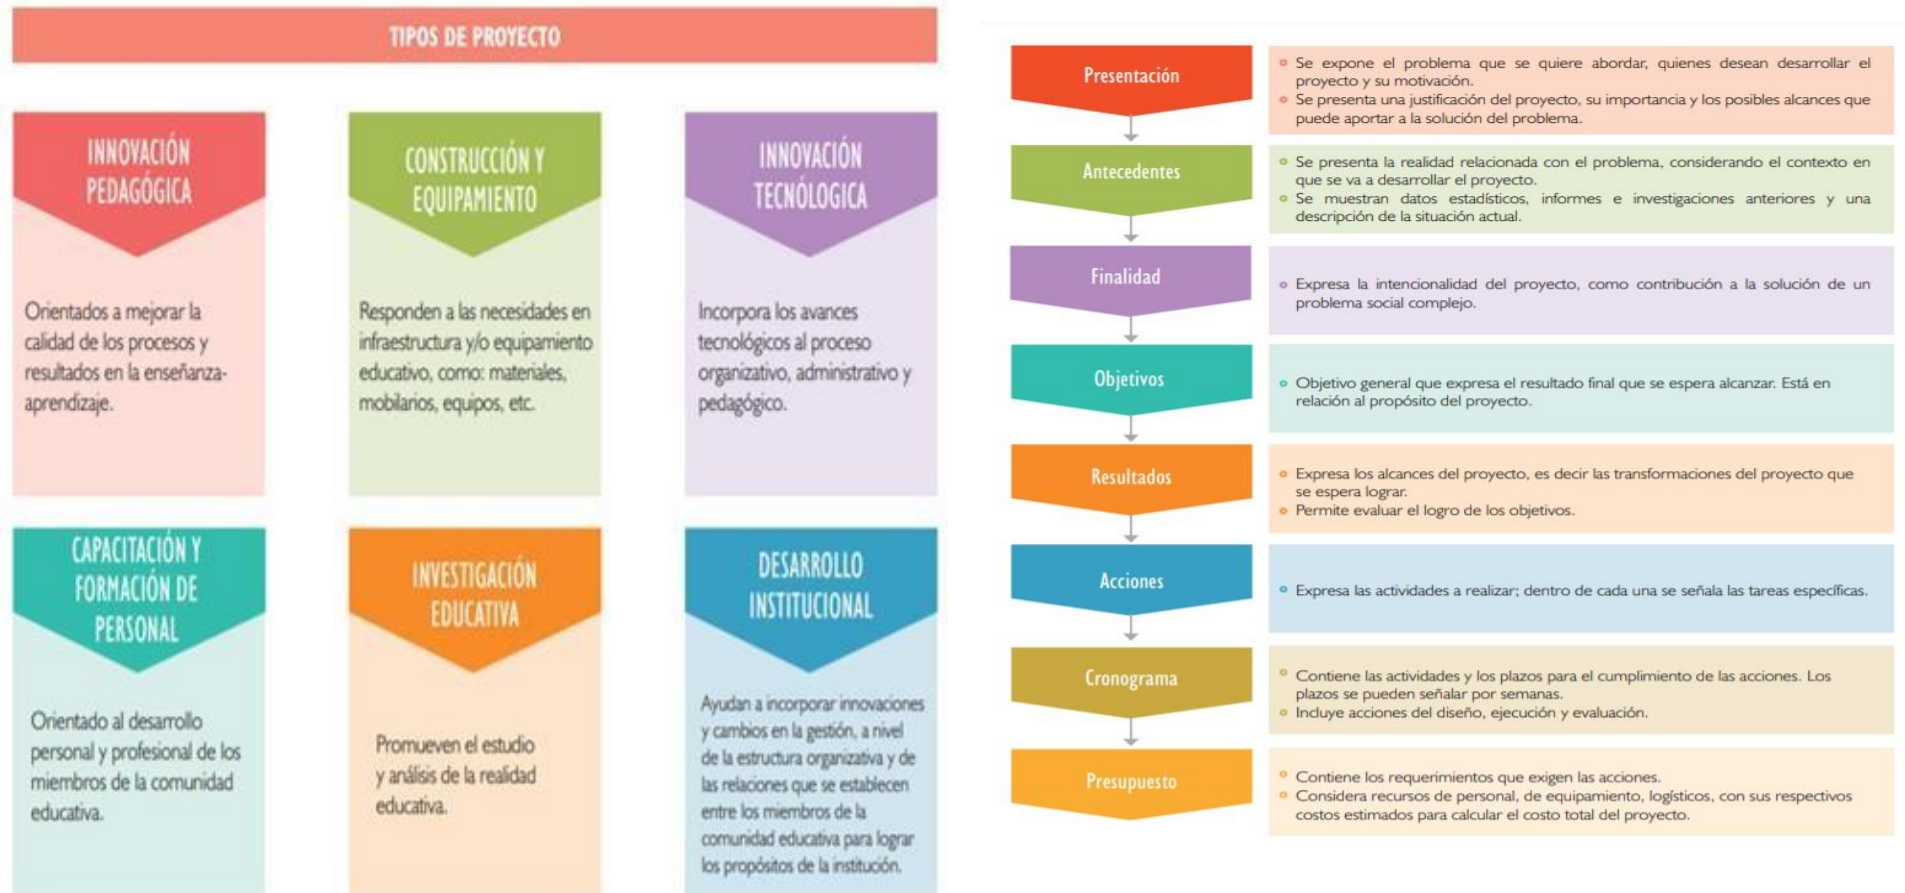 TIPOS DE PROYECTO
INNOVACIÓN
PEDAGÓGICA
Orientados a mejorar la
calidad de los procesos y
resultados en la enseñanza-
aprendizaje.
CONSTRUCCIÓN Y
EQUIPAMIENTO
Responden a las necesidades en
infraestructura y/o equipamiento
educativo, como: materiales,
mobilarios, equipos, etc.
INNOVACIÓN
TECNÓLOGICA
Incorpora los avances
tecnológicos al proceso
organizativo, administrativo y
pedagógico.
CAPACITACIÓN Y
FORMACIÓN DE
PERSONAL
Orientado al desarrollo
personal y profesional de los
miembros de la comunidad
educativa.
INVESTIGACIÓN
EDUCATIVA
Promueven el estudio
y análisis de la realidad
educativa.
DESARROLLO
INSTITUCIONAL
Ayudan a incorporar innovaciones
y cambios en la gestión, a nivel
de la estructura organizativa y de
las relaciones que se establecen
entre los miembros de la
comunidad educativa para lograr
los propósitos de la institución.
Presentación
Se expone el problema que se quiere abordar, quienes desean desarrollar el
proyecto y su motivación.
Se presenta una justificación del proyecto, su importancia y los posibles alcances que
puede aportar a la solución del problema.
Antecedentes
Se presenta la realidad relacionada con el problema, considerando el contexto en
que se va a desarrollar el proyecto.
Se muestran datos estadísticos, informes e investigaciones anteriores y una
descripción de la situación actual.
Finalidad
Expresa la intencionalidad del proyecto, como contribución a la solución de un
problema social complejo.
Objetivos
Objetivo general que expresa el resultado final que se espera alcanzar. Está en
relación al propósito del proyecto.
Resultados
Expresa los alcances del proyecto, es decir las transformaciones del proyecto que
se espera lograr.
Permite evaluar el logro de los objetivos.
Acciones
Expresa las actividades a realizar; dentro de cada una se señala las tareas específicas.
Cronograma
Contiene las actividades y los plazos para el cumplimiento de las acciones. Los
plazos se pueden señalar por semanas.
Incluye acciones del diseño, ejecución y evaluación.
Presupuesto
Contiene los requerimientos que exigen las acciones.
Considera recursos de personal, de equipamiento, logísticos, con sus respectivos
costos estimados para calcular el costo total del proyecto.